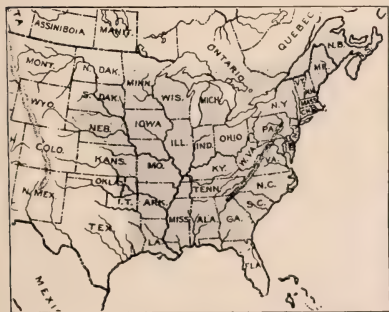 ASSINIBOIA
MANIT.
ONTARIO
QUEBEC
N.B.
ME.
MONT.
N. DAK.
MINN.
WIS.
MICH.
VT.
N.H.
MASS.
N.Y.
S. DAK.
WYO.
IOWA
NEB.
ILL.
IND.
OHIO
PA.
COLO.
KANS.
MO.
KY.
W.VA.
VA.
N.MEX.
OKLA.
I.T.
ARK.
TENN.
N.C.
S.C.
TEX.
LA.
MISS
ALA.
GA.
FLA.